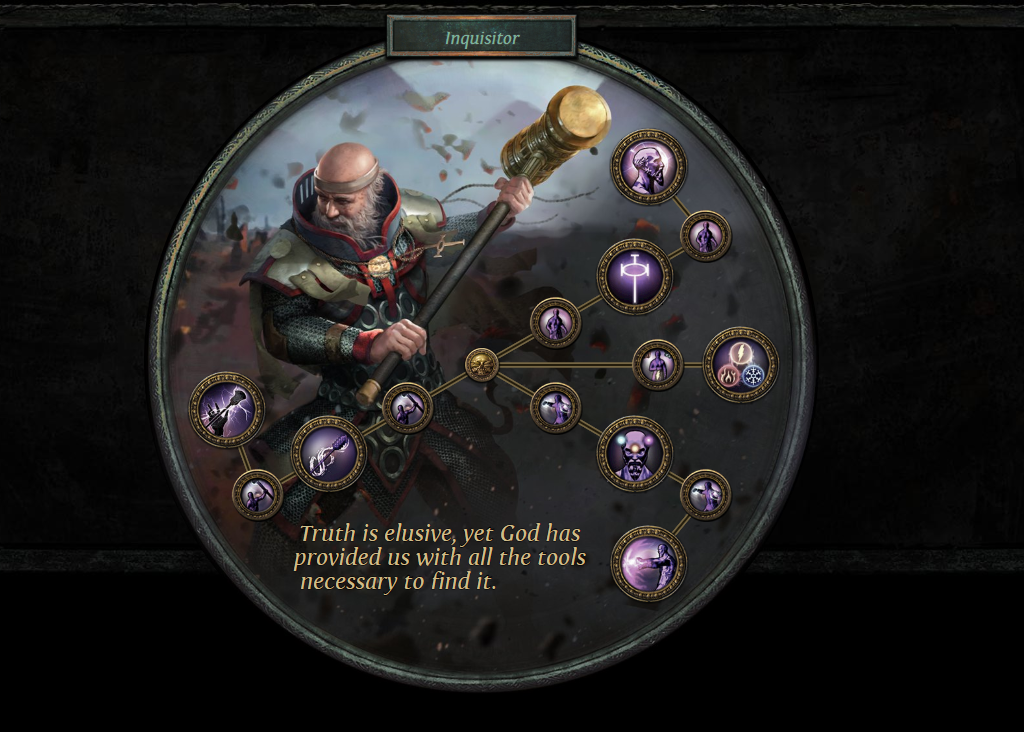 Inquisitor
Truth is elusive, yet God has
provided us with all the tools
necessary to find it.